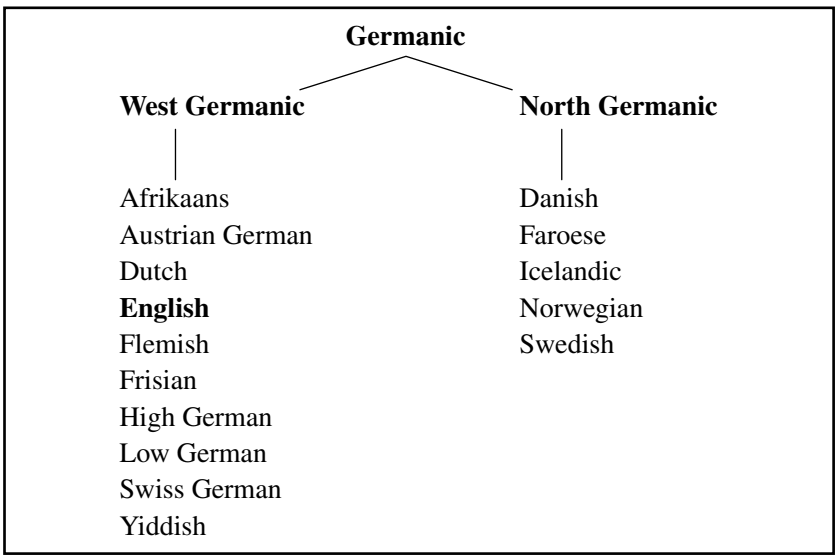 Germanic
West Germanic
North Germanic
Afrikaans
Austrian German
Dutch
English
Flemish
Frisian
High German
Low German
Swiss German
Yiddish
Danish
Faroese
Icelandic
Norwegian
Swedish